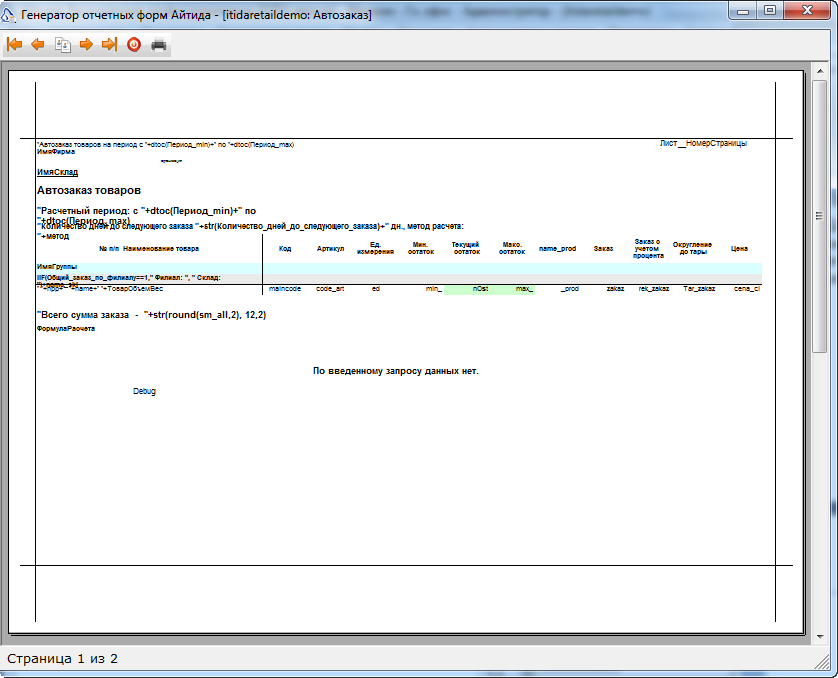 Генератор отчетных форм Айтида - [itidaretaildemo: Автозаказ]
"Автозаказ товаров на период с "+dtoc(Период_min)+" по "+dtoc(Период_max)
Лист__НомерСтраницы
ИмяФирма
ИмяСклад
Автозаказ товаров
"Расчетный период: с "+dtoc(Период_min)+" по
"+dtoc(Период_max)
"Количество дней до следующего заказа "+str(Количество_дней_до_следующего_заказа)+" дн., метод расчета:
"+метод
№ п/п Наименование товара
Код
Артикул
Ед.
измерения
Мин.
остаток
Текущий
остаток
Макс.
остаток
name_prod
Заказ
Заказ с
учетом
процента
Округление
до тары
Цена
ИмяГруппы
IIF(Общий_заказ_по_филиалу==1," Филиал: ", " Склад:
"+name+" "+ТоварОбъемВес
maincode
code_art
ed
min_
nOst
max_
_prod
zakaz
rek_zakaz
Tar_zakaz
cena_cl
"Всего сумма заказа - "+str(round(sm_all,2), 12,2)
ФормулаРасчета
По введенному запросу данных нет.
Debug
Страница 1 из 2